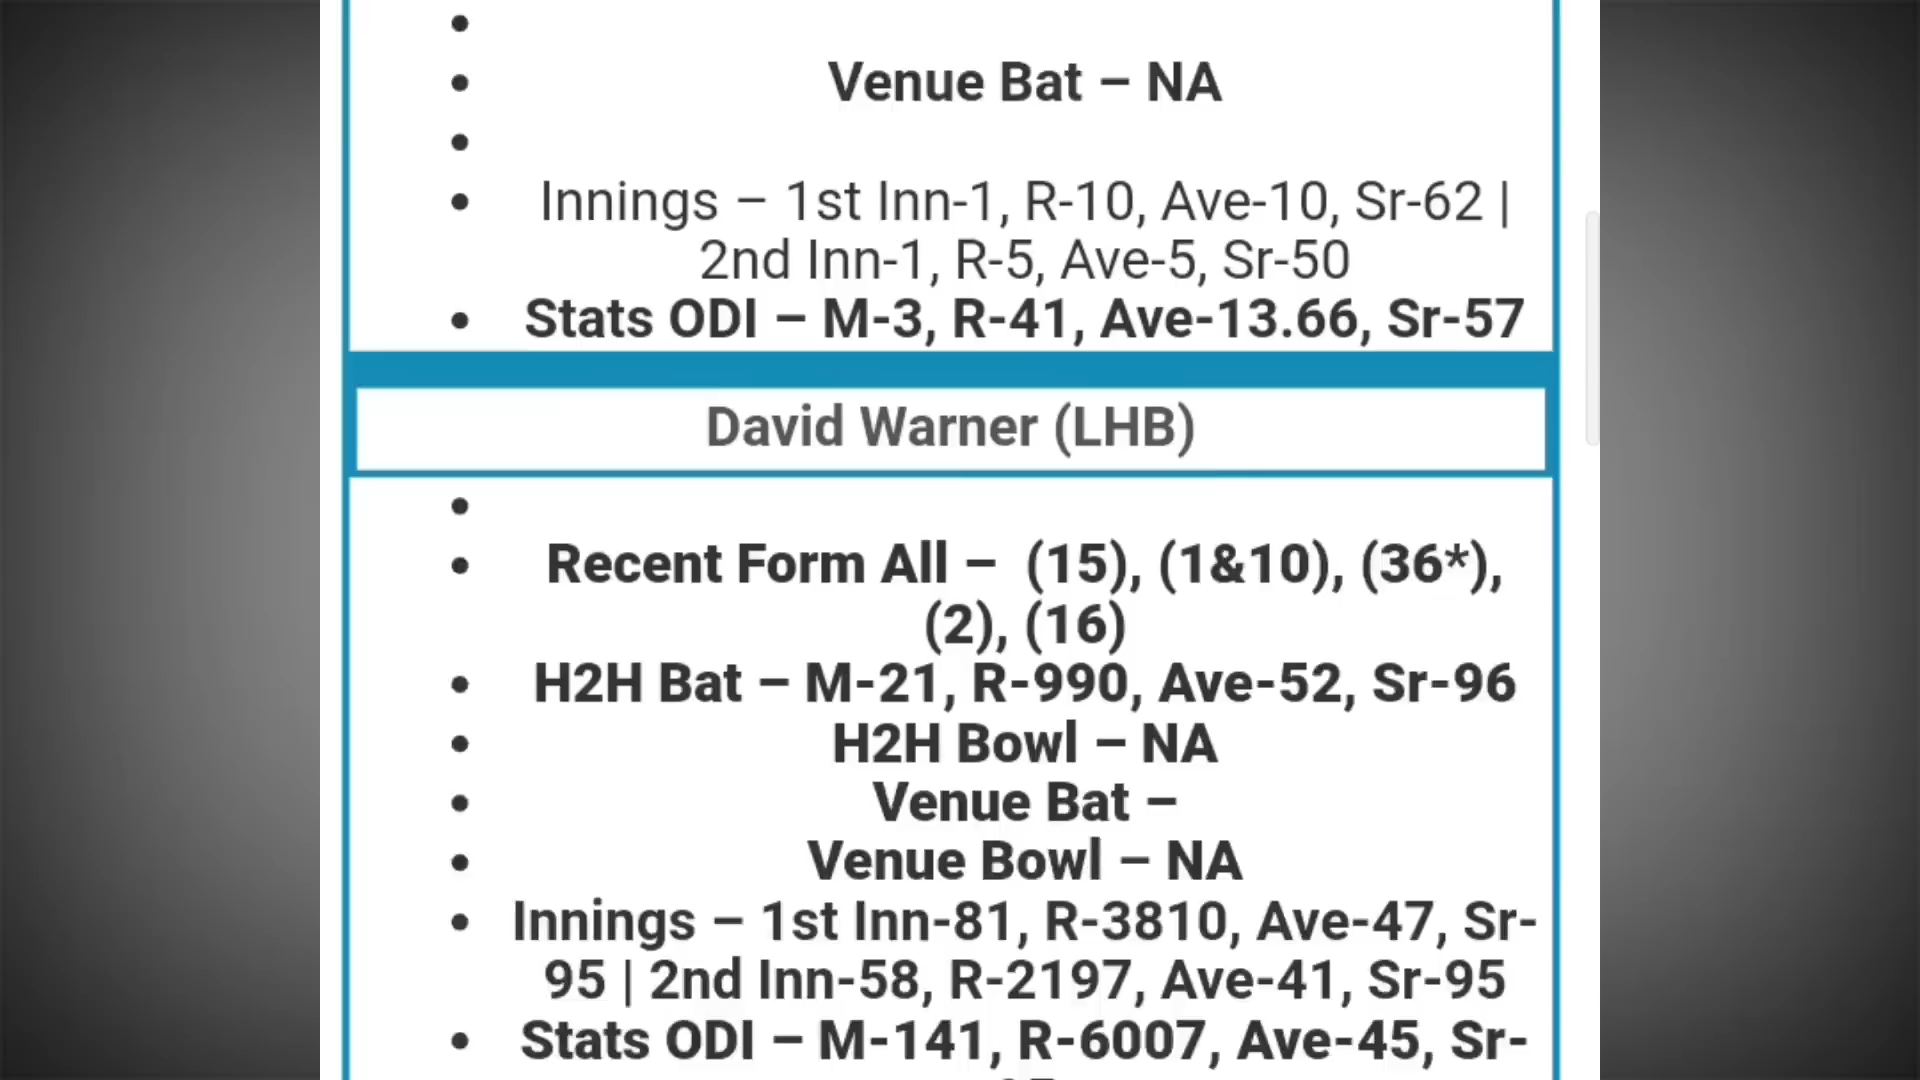 Venue Bat – NA
Innings – 1st Inn-1, R-10, Ave-10, Sr-62 |
2nd Inn-1, R-5, Ave-5, Sr-50
Stats ODI – M-3, R-41, Ave-13.66, Sr-57
David Warner (LHB)
Recent Form All – (15), (1&10), (36*),
(2), (16)
H2H Bat – M-21, R-990, Ave-52, Sr-96
H2H Bowl – NA
Venue Bat –
Venue Bowl – NA
Innings – 1st Inn-81, R-3810, Ave-47, Sr-
95 | 2nd Inn-58, R-2197, Ave-41, Sr-95
Stats ODI – M-141, R-6007, Ave-45, Sr-